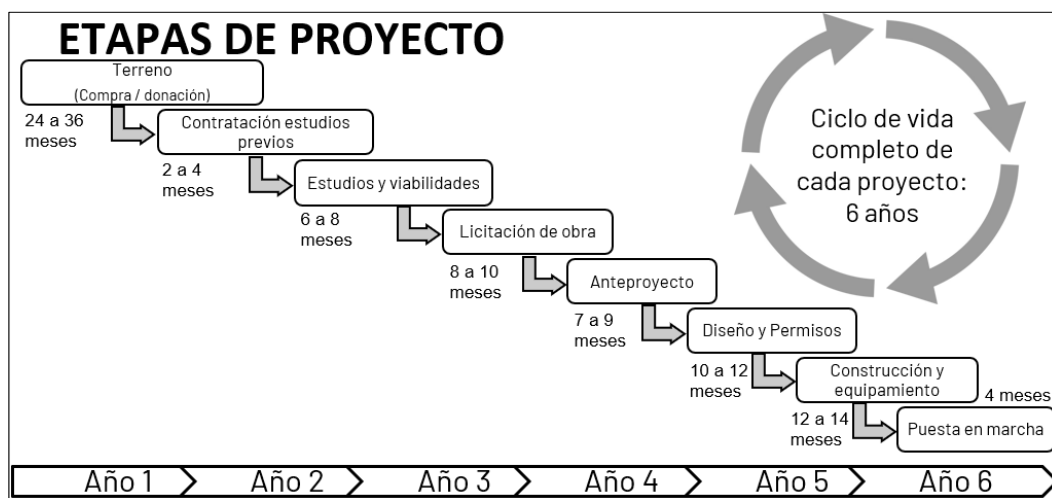 ETAPAS DE PROYECTO
Terreno
(Compra / donación)
24 a 36
meses
Contratación estudios
previos
2 a 4
meses
Estudios y viabilidades
6 a 8
meses
Licitación de obra
8 a 10
meses
Anteproyecto
7 a 9
meses
Diseño y Permisos
10 a 12
meses
Construcción y
equipamiento
12 a 14
meses
4 meses
Puesta en marcha
Ciclo de vida
completo de
cada proyecto:
6 años
Año 1
Año 2
Año 3
Año 4
Año 5
Año 6